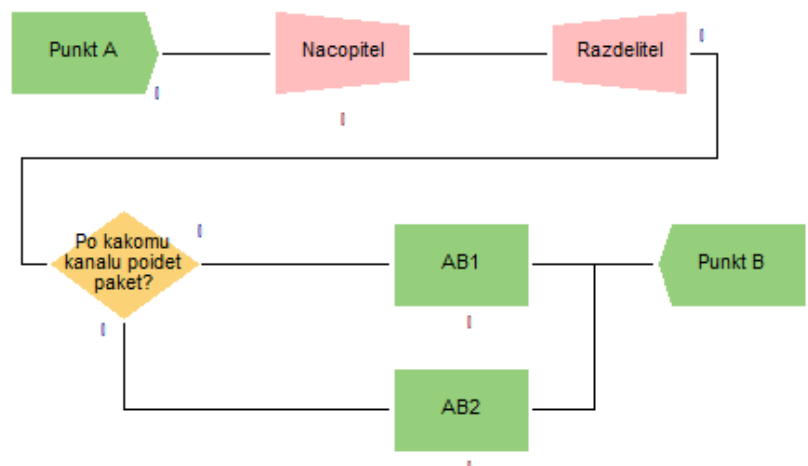 Punkt A
Nacopitel
Razdelitel
Po kakomu
kanalu poidet
paket?
AB1
Punkt B
AB2